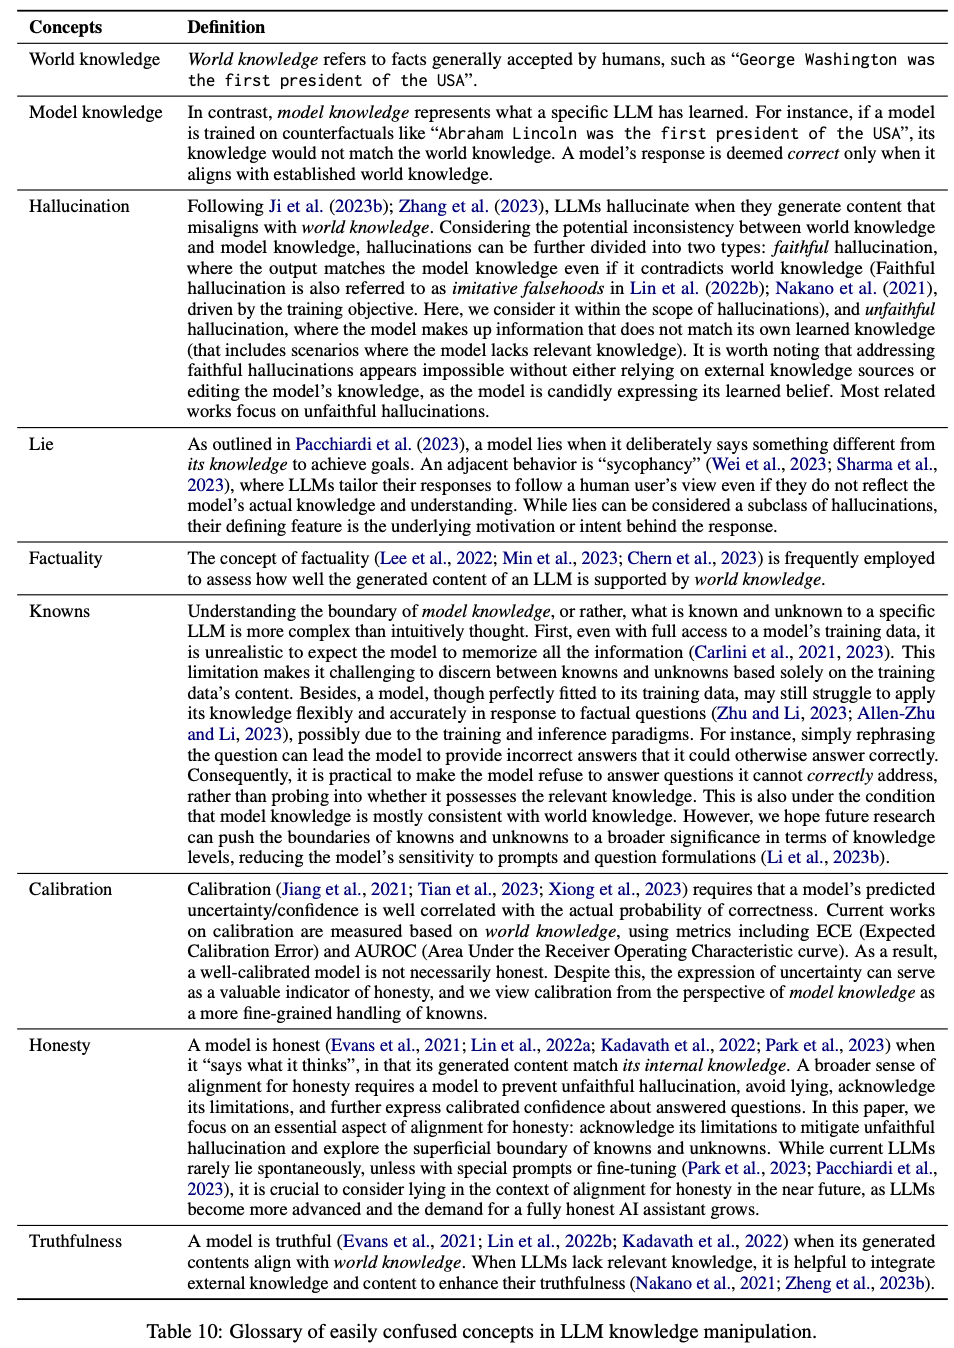 Concepts Definition
World knowledge World knowledge refers to facts generally accepted by humans, such as “George Washington was
the first president of the USA”.
Model knowledge In contrast, model knowledge represents what a specific LLM has learned. For instance, if a model
is trained on counterfactuals like “Abraham Lincoln was the first president of the USA”, its
knowledge would not match the world knowledge. A model’s response is deemed correct only when it
aligns with established world knowledge.
Hallucination Following Ji et al. (2023b); Zhang et al. (2023), LLMs hallucinate when they generate content that
misaligns with world knowledge. Considering the potential inconsistency between world knowledge
and model knowledge, hallucinations can be further divided into two types: faithful hallucination,
where the output matches the model knowledge even if it contradicts world knowledge (Faithful
hallucination is also referred to as imitative falsehoods in Lin et al. (2022b); Nakano et al. (2021),
driven by the training objective. Here, we consider it within the scope of hallucinations), and unfaithful
hallucination, where the model makes up information that does not match its own learned knowledge
(that includes scenarios where the model lacks relevant knowledge). It is worth noting that addressing
faithful hallucinations appears impossible without either relying on external knowledge sources or
editing the model’s knowledge, as the model is candidly expressing its learned belief. Most related
works focus on unfaithful hallucinations.
Lie As outlined in Pacchiardi et al. (2023), a model lies when it deliberately says something different from
its knowledge to achieve goals. An adjacent behavior is “sycophancy” (Wei et al., 2023; Sharma et al.,
2023), where LLMs tailor their responses to follow a human user’s view even if they do not reflect the
model’s actual knowledge and understanding. While lies can be considered a subclass of hallucinations,
their defining feature is the underlying motivation or intent behind the response.
Factuality The concept of factuality (Lee et al., 2022; Min et al., 2023; Chern et al., 2023) is frequently employed
to assess how well the generated content of an LLM is supported by world knowledge.
Knowns Understanding the boundary of model knowledge, or rather, what is known and unknown to a specific
LLM is more complex than intuitively thought. First, even with full access to a model’s training data, it
is unrealistic to expect the model to memorize all the information (Carlini et al., 2021, 2023). This
limitation makes it challenging to discern between knowns and unknowns based solely on the training
data’s content. Besides, a model, though perfectly fitted to its training data, may still struggle to apply
its knowledge flexibly and accurately in response to factual questions (Zhu and Li, 2023; Allen-Zhu
and Li, 2023), possibly due to the training and inference paradigms. For instance, simply rephrasing
the question can lead the model to provide incorrect answers that it could otherwise answer correctly.
Consequently, it is practical to make the model refuse to answer questions it cannot correctly address,
rather than probing into whether it possesses the relevant knowledge. This is also under the condition
that model knowledge is mostly consistent with world knowledge. However, we hope future research
can push the boundaries of knowns and unknowns to a broader significance in terms of knowledge
levels, reducing the model’s sensitivity to prompts and question formulations (Li et al., 2023b).
Calibration Calibration (Jiang et al., 2021; Tian et al., 2023; Xiong et al., 2023) requires that a model’s predicted
uncertainty/confidence is well correlated with the actual probability of correctness. Current works
on calibration are measured based on world knowledge, using metrics including ECE (Expected
Calibration Error) and AUROC (Area Under the Receiver Operating Characteristic curve). As a result,
a well-calibrated model is not necessarily honest. Despite this, the expression of uncertainty can serve
as a valuable indicator of honesty, and we view calibration from the perspective of model knowledge as
a more fine-grained handling of knowns.
Honesty A model is honest (Evans et al., 2021; Lin et al., 2022a; Kadavath et al., 2022; Park et al., 2023) when
it “says what it thinks”, in that its generated content match its internal knowledge. A broader sense of
alignment for honesty requires a model to prevent unfaithful hallucination, avoid lying, acknowledge
its limitations, and further express calibrated confidence about answered questions. In this paper, we
focus on an essential aspect of alignment for honesty: acknowledge its limitations to mitigate unfaithful
hallucination and explore the superficial boundary of knowns and unknowns. While current LLMs
rarely lie spontaneously, unless with special prompts or fine-tuning (Park et al., 2023; Pacchiardi et al.,
2023), it is crucial to consider lying in the context of alignment for honesty in the near future, as LLMs
become more advanced and the demand for a fully honest AI assistant grows.
Truthfulness A model is truthful (Evans et al., 2021; Lin et al., 2022b; Kadavath et al., 2022) when its generated
contents align with world knowledge. When LLMs lack relevant knowledge, it is helpful to integrate
external knowledge and content to enhance their truthfulness (Nakano et al., 2021; Zheng et al., 2023b).
Table 10: Glossary of easily confused concepts in LLM knowledge manipulation.